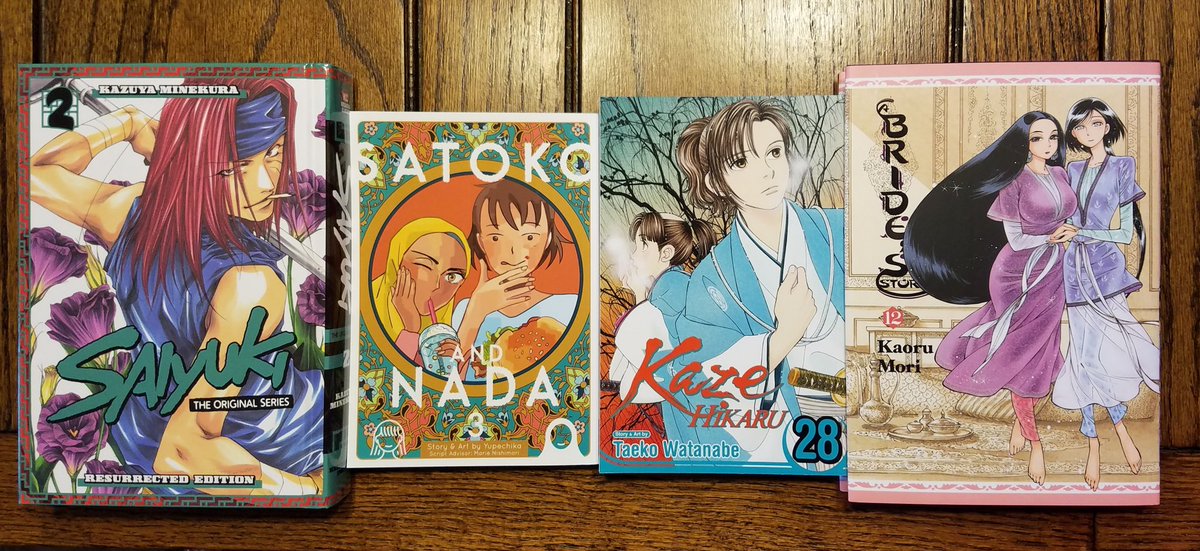 2
KAZUYA MINEKURA
SAIYUKI
THE ORIGINAL SERIES
RESURRECTED EDITION
SATOKO
AND
NADA
3
Story & Art by Yupechika
Script Advisor: Marie Nishimori
Kaze
HIKARU
Story & Art by
Taeko Watanabe
28
A
BRIDE'S
STORY
12
Kaoru
Mori